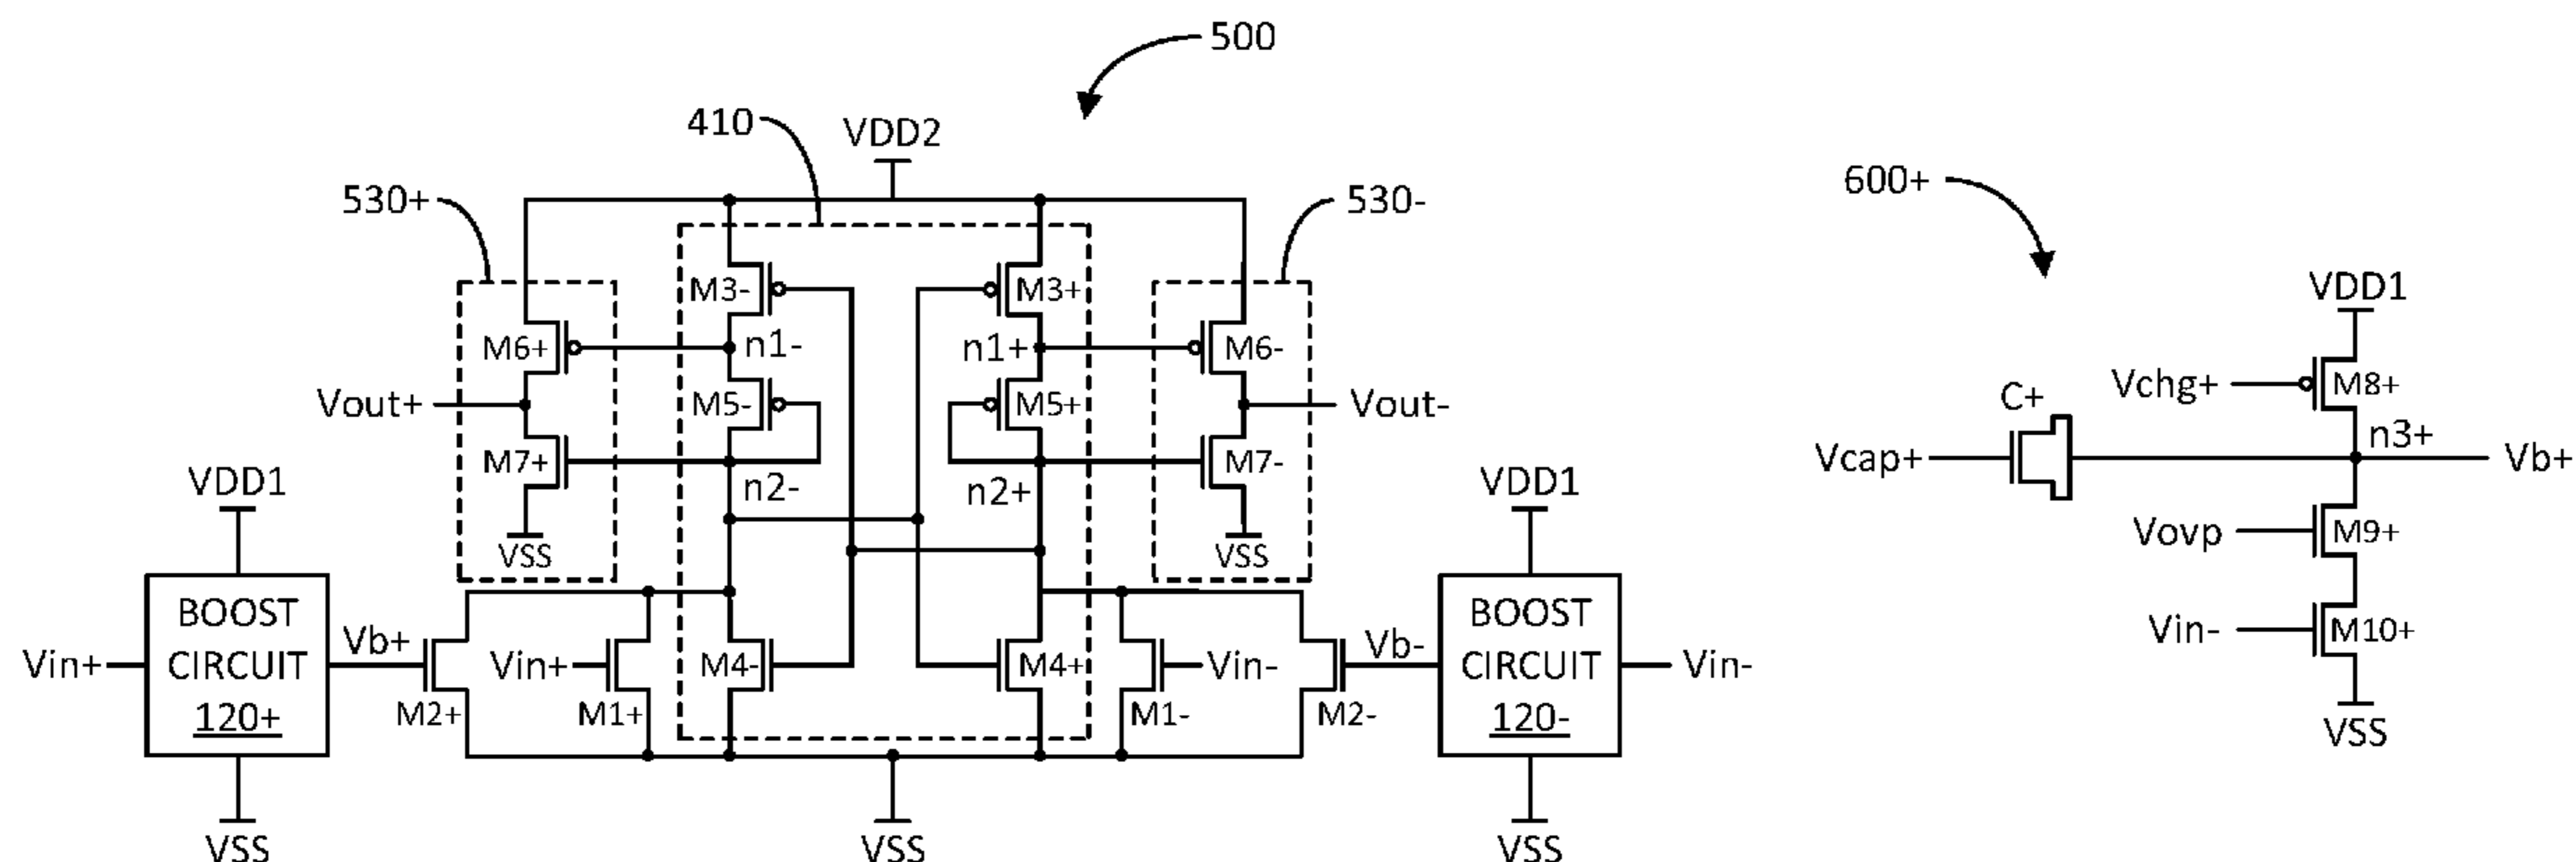 500
410
VDD2
600+
530+
530-
M3-
M3+
VDD1
M6+
n1-
n1+
M6-
Vchg+
M8+
C+
Vout+
M5-
M5+
Vout-
n3+
M7+
M7-
Vcap+
Vb+
VDD1
n2-
n2+
VDD1
Vovp
M9+
VSS
VSS
BOOST
CIRCUIT
120+
BOOST
CIRCUIT
120-
Vin-
M10+
Vb+
Vb-
Vin+
Vin+
M4-
M4+
Vin-
Vin-
M2+
M1+
M1-
M2-
VSS
VSS
VSS
VSS